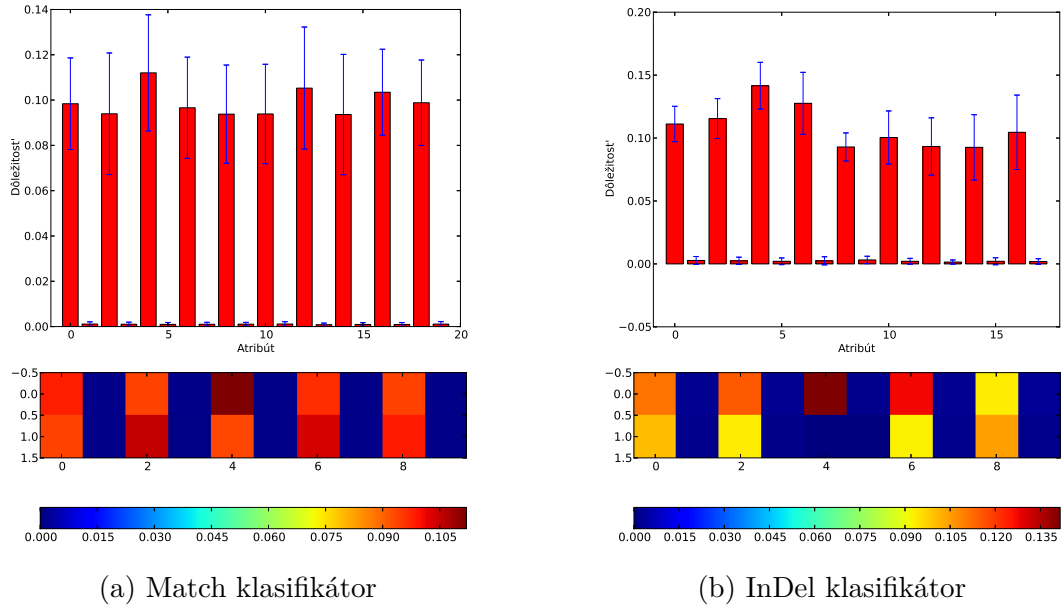 0.14
0.12
0.10
0.08
0.06
0.04
0.02
0.00
Dôležitosť
0 5 10 15 20
Atribút
−0.5
0.0
0.5
1.0
1.5
0 2 4 6 8
0.000 0.015 0.030 0.045 0.060 0.075 0.090 0.105
(a) Match klasifikátor
0.20
0.15
0.10
0.05
0.00
−0.05
Dôležitosť
0 5 10 15
Atribút
−0.5
0.0
0.5
1.0
1.5
0 2 4 6 8
0.000 0.015 0.030 0.045 0.060 0.075 0.090 0.105 0.120 0.135
(b) InDel klasifikátor